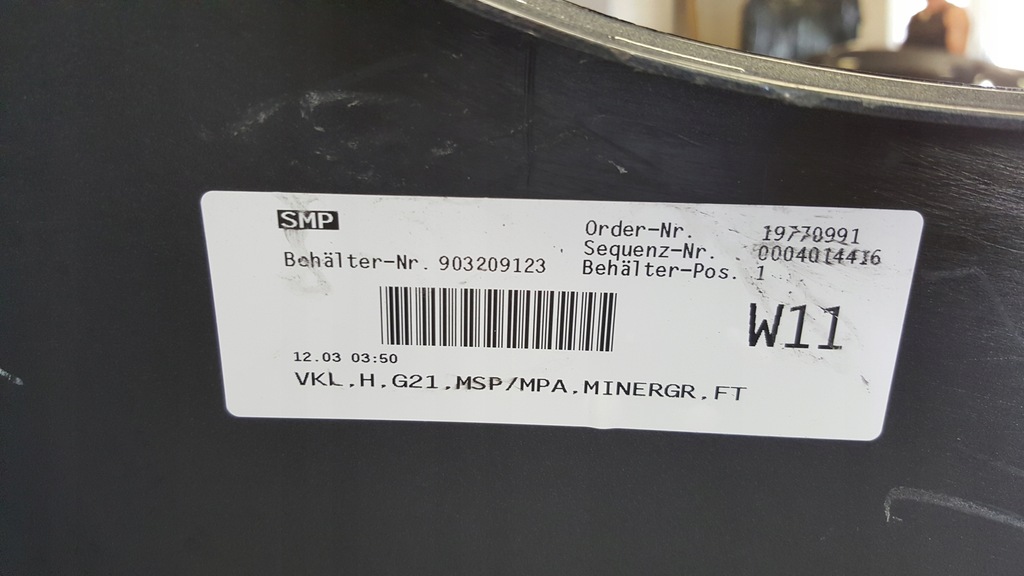 SMP
Order-Nr. 19770991
Sequenz-Nr. 0004014416
Behälter-Nr. 903209123
Behälter-Pos. 1
W11
12.03 03:50
VKL,H,G21,MSP/MPA,MINERGR,FT